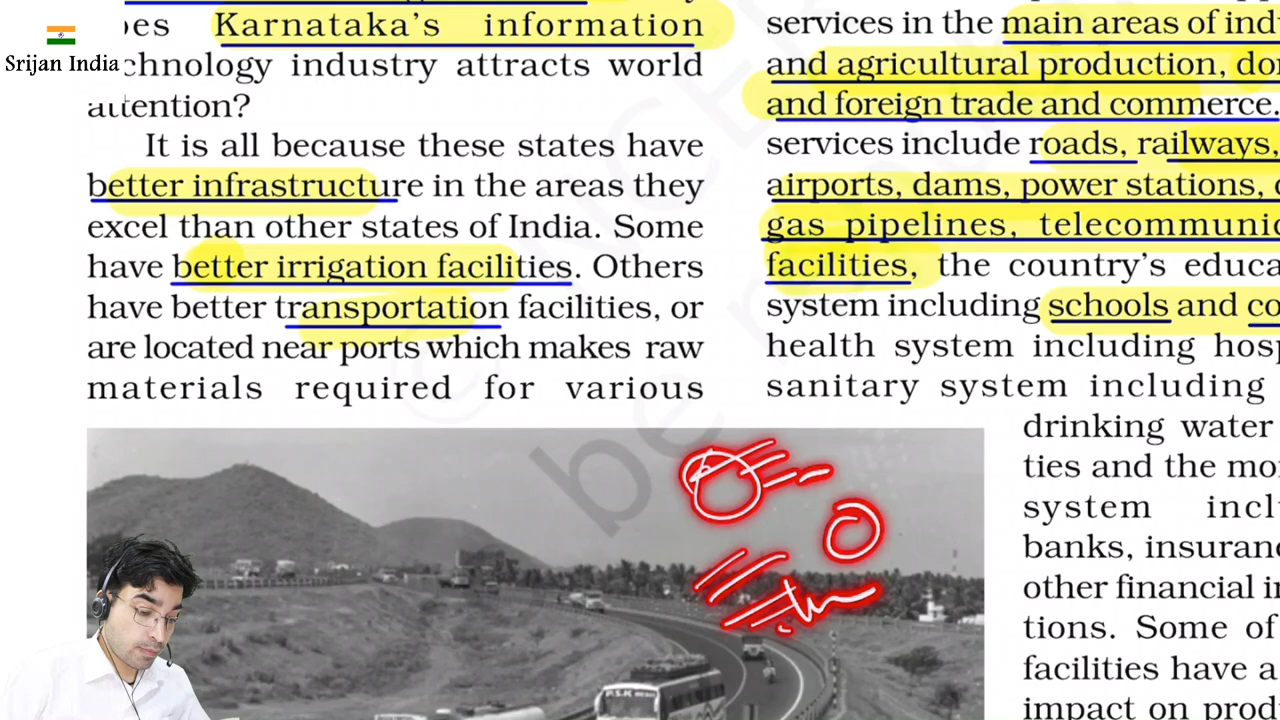 Srijan India
Karnataka's information
technology industry attracts world
attention?
It is all because these states have
better infrastructure in the areas they
excel than other states of India. Some
have better irrigation facilities. Others
have better transportation facilities, or
are located near ports which makes raw
materials required for various
services in the main areas of ind
and agricultural production, do
and foreign trade and commerce.
services include roads, railways,
airports, dams, power stations,
gas pipelines, telecommunic
facilities, the country's educa
system including schools and co
health system including hosp
sanitary system including
drinking water
ties and the mo
system incl
banks, insuran
other financial in
tions. Some of
facilities have a
impact on prod
P.S.K